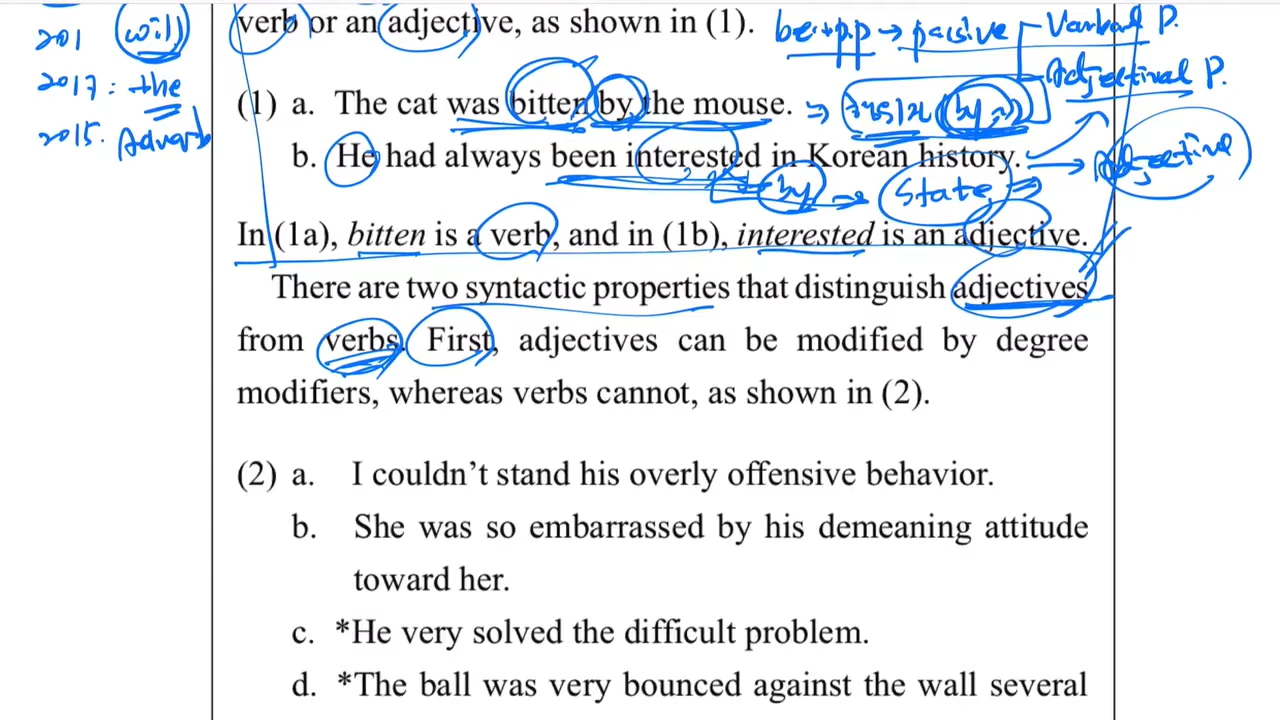 verb or an adjective, as shown in (1). be+p.p → passive Verbal P.
201 will
2017: the
Adjectival P.
(1) a. The cat was bitten by the mouse. ⇒ by
2015. Adverb
b. He had always been interested in Korean history. → Adjective
by → State ⇒
In (1a), bitten is a verb, and in (1b), interested is an adjective.
There are two syntactic properties that distinguish adjectives
from verbs. First, adjectives can be modified by degree
modifiers, whereas verbs cannot, as shown in (2).
(2) a. I couldn’t stand his overly offensive behavior.
b. She was so embarrassed by his demeaning attitude
toward her.
c. *He very solved the difficult problem.
d. *The ball was very bounced against the wall several